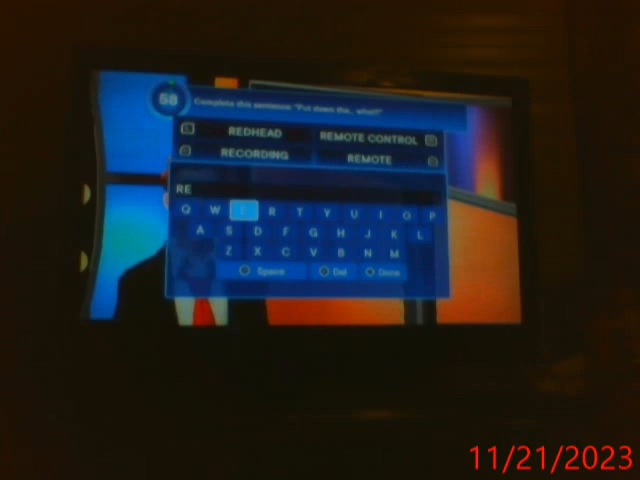 58
Complete this sentence: "Put down the... what?"
REDHEAD
REMOTE CONTROL
RECORDING
REMOTE
RE
Q W E R T Y U I O P
A S D F G H J K L
Z X C V B N M
Space Del Done
11/21/2023